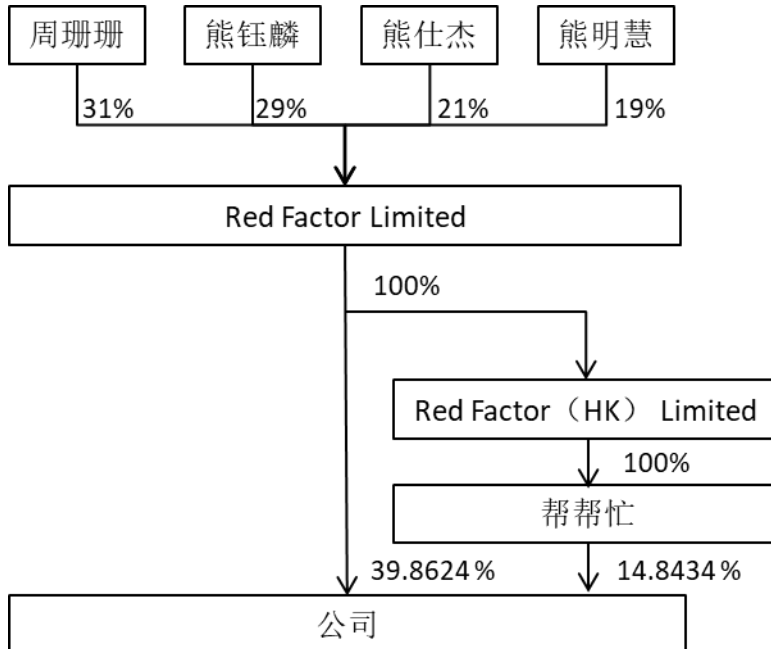 周珊珊
熊钰麟
熊仕杰
熊明慧
31%
29%
21%
19%
Red Factor Limited
100%
Red Factor（HK） Limited
100%
帮帮忙
39.8624%
14.8434%
公司